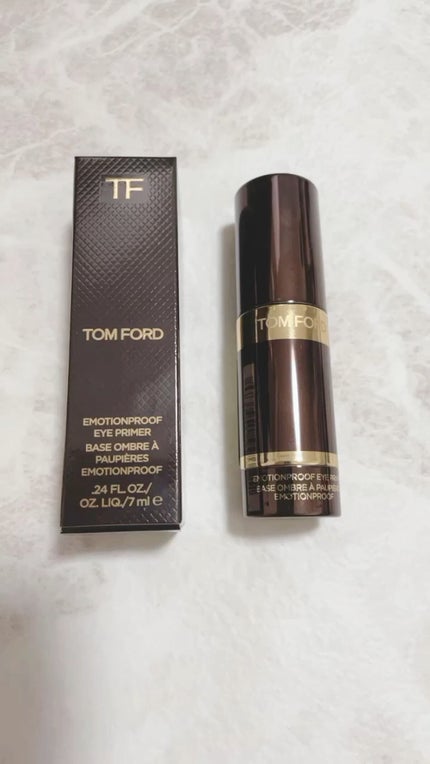 TF
TOM FORD
EMOTIONPROOF
EYE PRIMER
BASE OMBRE À
PAUPIÈRES
EMOTIONPROOF
.24 FL. OZ./
OZ. LIQ./7 ml e
TOM FORD
EMOTIONPROOF EYE PRIMER
BASE OMBRE À PAUPIÈRES
EMOTIONPROOF